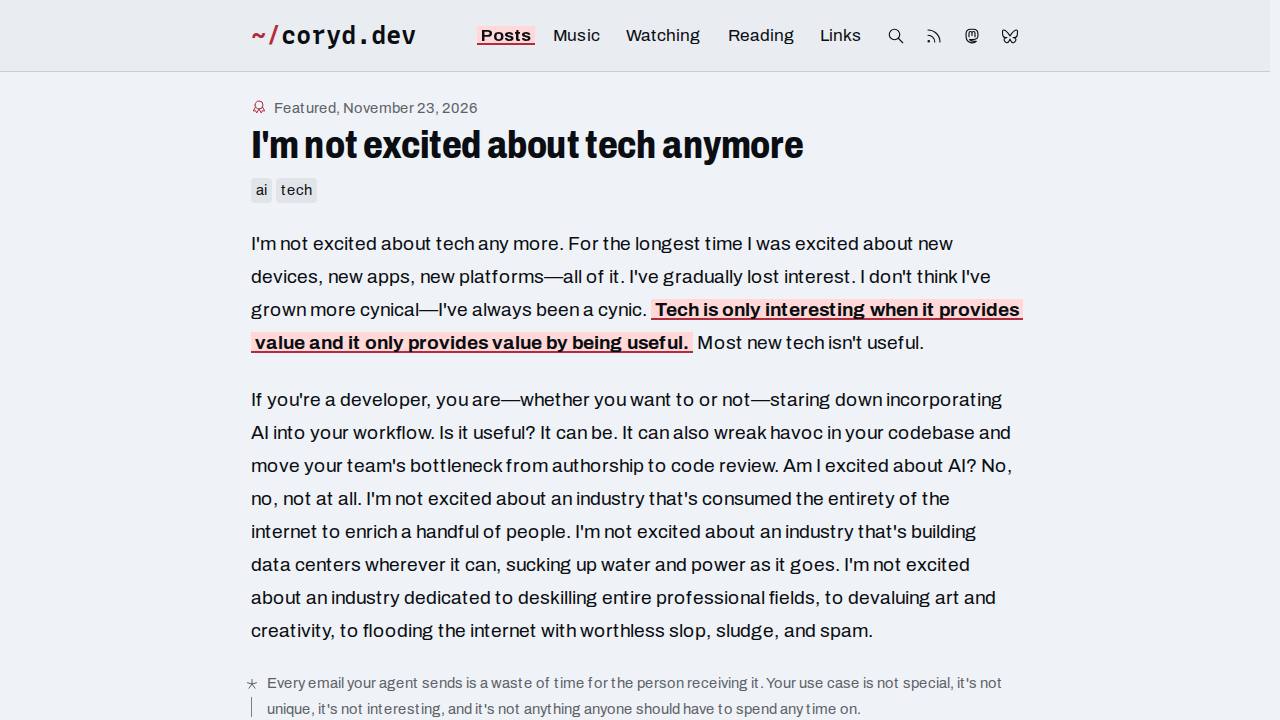 ~/coryd.dev
Posts Music Watching Reading Links
Featured, November 23, 2026
I'm not excited about tech anymore
ai tech
I'm not excited about tech any more. For the longest time I was excited about new
devices, new apps, new platforms—all of it. I've gradually lost interest. I don't think I've
grown more cynical—I've always been a cynic. Tech is only interesting when it provides
value and it only provides value by being useful. Most new tech isn't useful.
If you're a developer, you are—whether you want to or not—staring down incorporating
AI into your workflow. Is it useful? It can be. It can also wreak havoc in your codebase and
move your team's bottleneck from authorship to code review. Am I excited about AI? No,
no, not at all. I'm not excited about an industry that's consumed the entirety of the
internet to enrich a handful of people. I'm not excited about an industry that's building
data centers wherever it can, sucking up water and power as it goes. I'm not excited
about an industry dedicated to deskilling entire professional fields, to devaluing art and
creativity, to flooding the internet with worthless slop, sludge, and spam.
Every email your agent sends is a waste of time for the person receiving it. Your use case is not special, it's not
unique, it's not interesting, and it's not anything anyone should have to spend any time on.